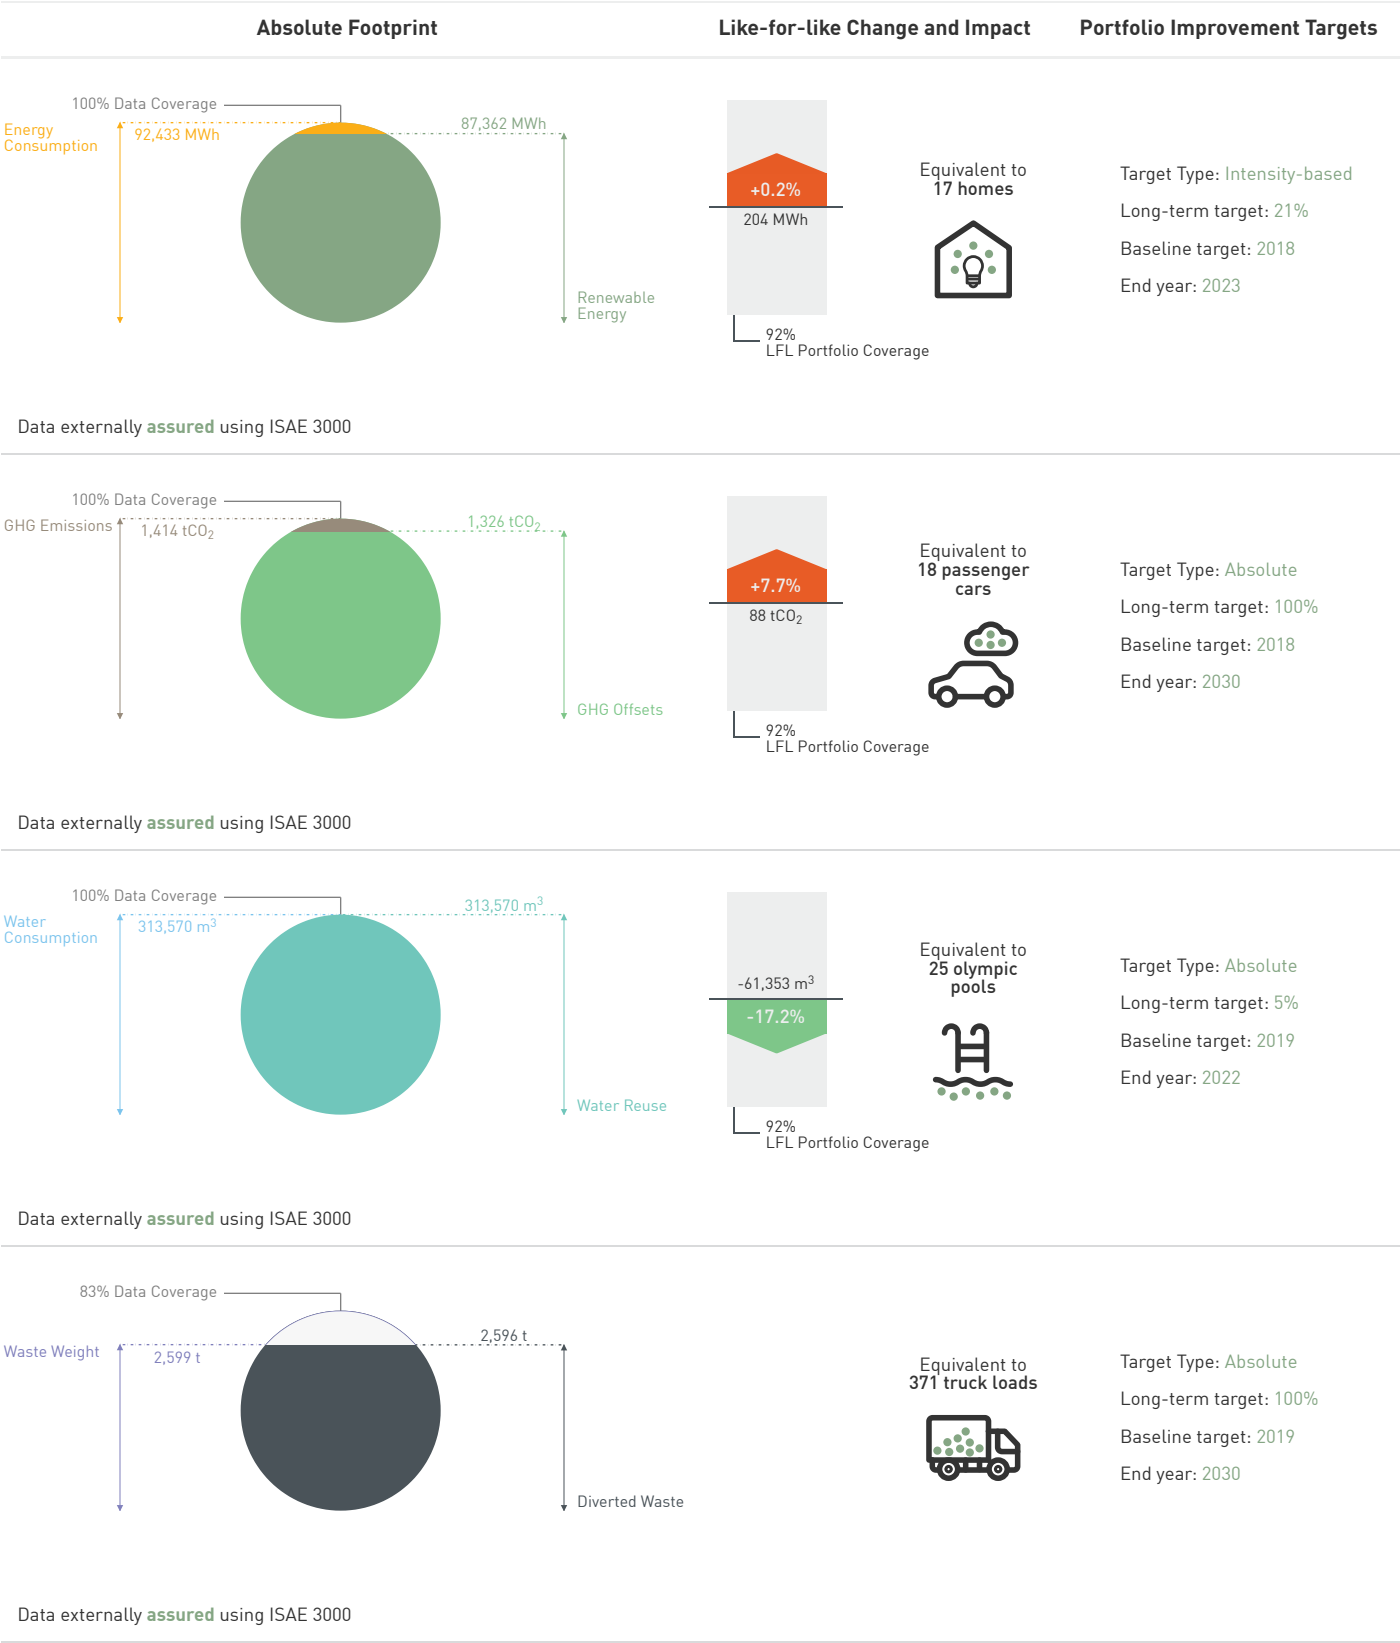 Absolute Footprint
Like-for-like Change and Impact
Portfolio Improvement Targets
100% Data Coverage
Energy
Consumption
92,433 MWh
87,362 MWh
Renewable
Energy
+0.2%
204 MWh
92%
LFL Portfolio Coverage
Equivalent to
17 homes
Target Type: Intensity-based
Long-term target: 21%
Baseline target: 2018
End year: 2023
Data externally assured using ISAE 3000
100% Data Coverage
GHG Emissions
1,414 tCO₂
1,326 tCO₂
GHG Offsets
+7.7%
88 tCO₂
92%
LFL Portfolio Coverage
Equivalent to
18 passenger
cars
Target Type: Absolute
Long-term target: 100%
Baseline target: 2018
End year: 2030
Data externally assured using ISAE 3000
100% Data Coverage
Water
Consumption
313,570 m³
313,570 m³
Water Reuse
-61,353 m³
-17.2%
92%
LFL Portfolio Coverage
Equivalent to
25 olympic
pools
Target Type: Absolute
Long-term target: 5%
Baseline target: 2019
End year: 2022
Data externally assured using ISAE 3000
83% Data Coverage
Waste Weight
2,599 t
2,596 t
Diverted Waste
Equivalent to
371 truck loads
Target Type: Absolute
Long-term target: 100%
Baseline target: 2019
End year: 2030
Data externally assured using ISAE 3000